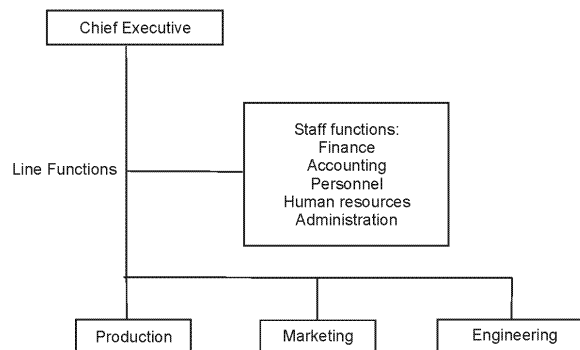 Chief Executive
Staff functions:
Finance
Accounting
Personnel
Human resources
Administration
Line Functions
Production
Marketing
Engineering